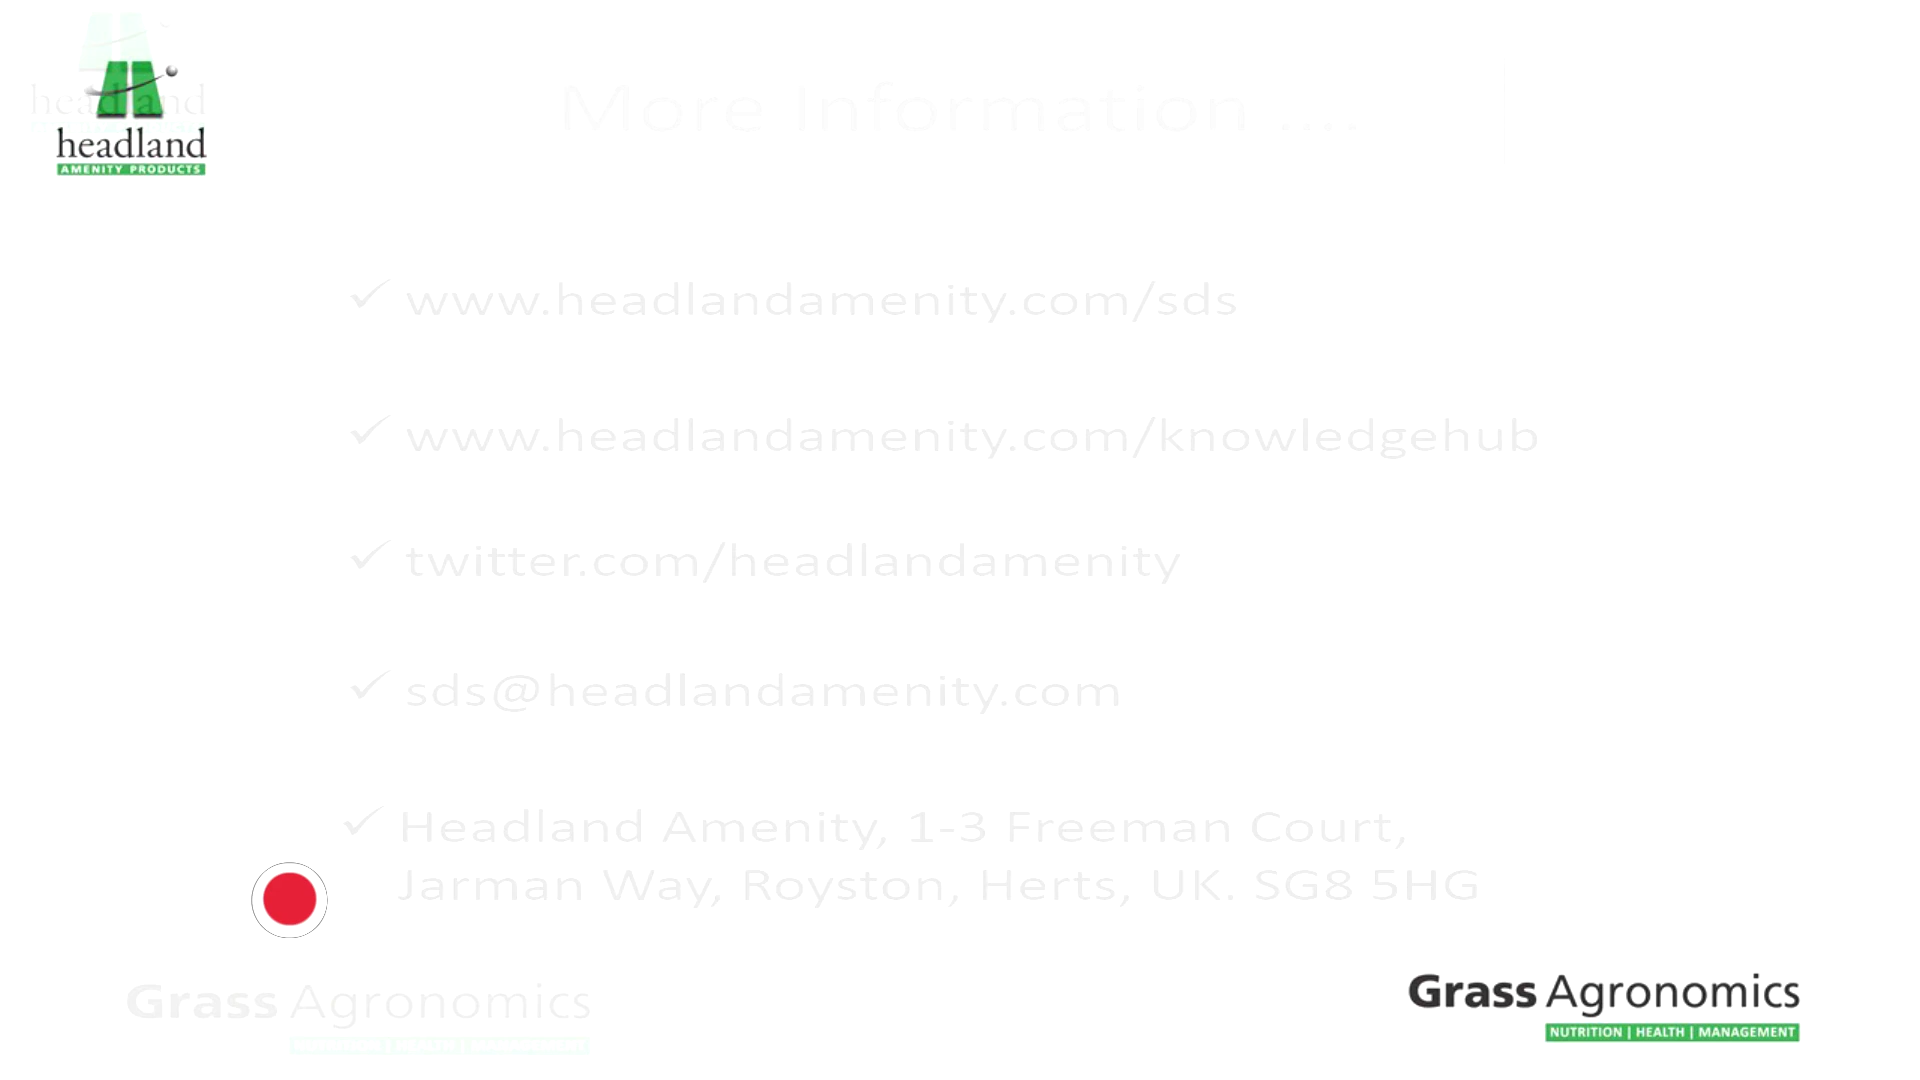 headland
headland
AMENITY PRODUCTS
More Information ....
✓ www.headlandamenity.com/sds
✓ www.headlandamenity.com/knowledgehub
✓ twitter.com/headlandamenity
✓ sds@headlandamenity.com
✓ Headland Amenity, 1-3 Freeman Court,
Jarman Way, Royston, Herts, UK. SG8 5HG
Grass Agronomics
Grass Agronomics
NUTRITION | HEALTH | MANAGEMENT